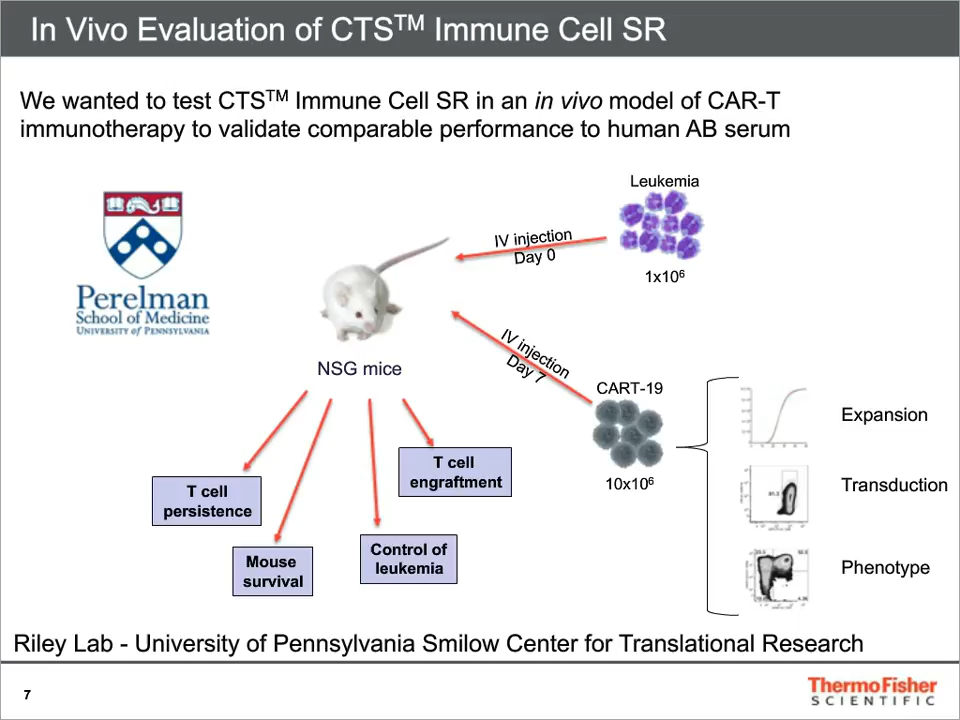 In Vivo Evaluation of CTS™ Immune Cell SR
We wanted to test CTS™ Immune Cell SR in an in vivo model of CAR-T
immunotherapy to validate comparable performance to human AB serum
Perelman
School of Medicine
University of Pennsylvania
Leukemia
IV injection
Day 0
1x10⁶
NSG mice
IV injection
Day 7
CART-19
10x10⁶
Expansion
Transduction
Phenotype
T cell
engraftment
T cell
persistence
Control of
leukemia
Mouse
survival
Riley Lab - University of Pennsylvania Smilow Center for Translational Research
7
ThermoFisher
SCIENTIFIC